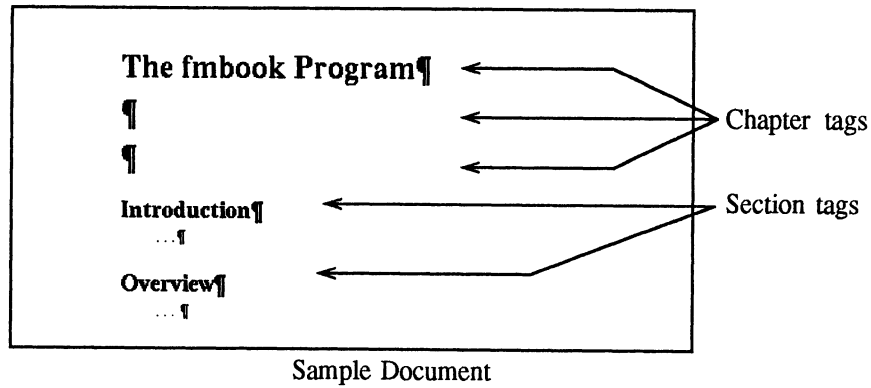 The fmbook Program¶
¶
Chapter tags
¶
Introduction¶
Section tags
...¶
Overview¶
...¶
Sample Document